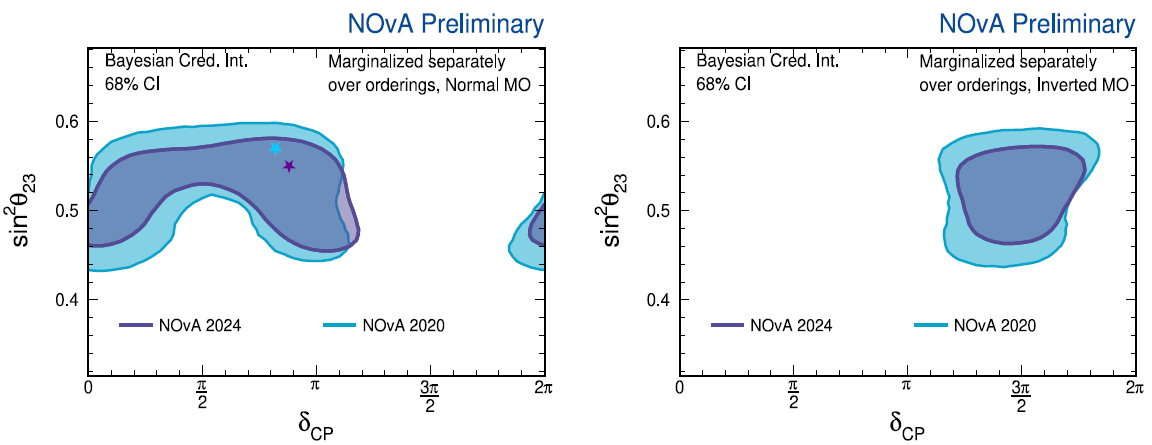 NOvA Preliminary
Bayesian Cred. Int.
68% CI
Marginalized separately
over orderings, Normal MO
sin²θ₂₃
0.6
0.5
0.4
NOvA 2024
NOvA 2020
0
π/2
π
3π/2
2π
δCP
NOvA Preliminary
Bayesian Cred. Int.
68% CI
Marginalized separately
over orderings, Inverted MO
sin²θ₂₃
0.6
0.5
0.4
NOvA 2024
NOvA 2020
0
π/2
π
3π/2
2π
δCP